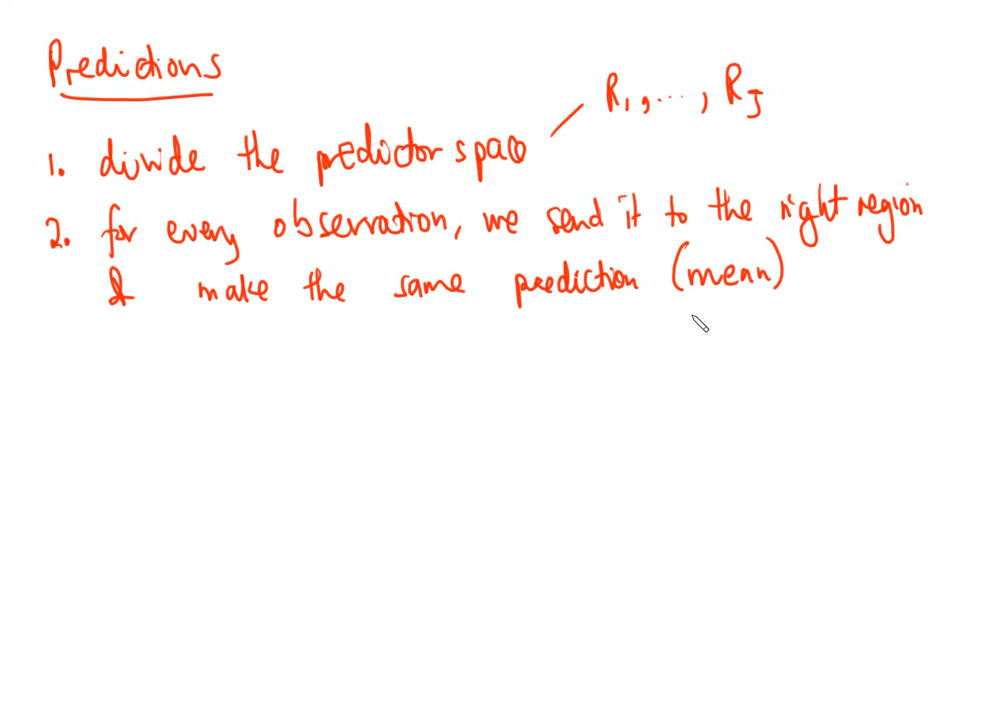 Predictions
1. divide the predictor space / R₁, ..., R_J
2. for every observation, we send it to the right region
& make the same prediction (mean)